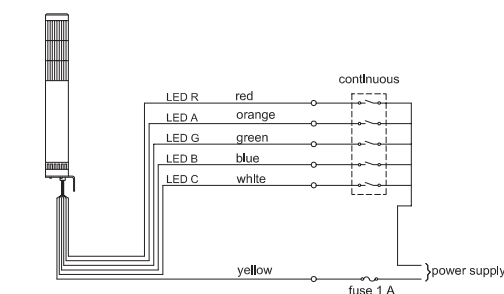 continuous
LED R red
LED A orange
LED G green
LED B blue
LED C white
yellow
power supply
fuse 1 A